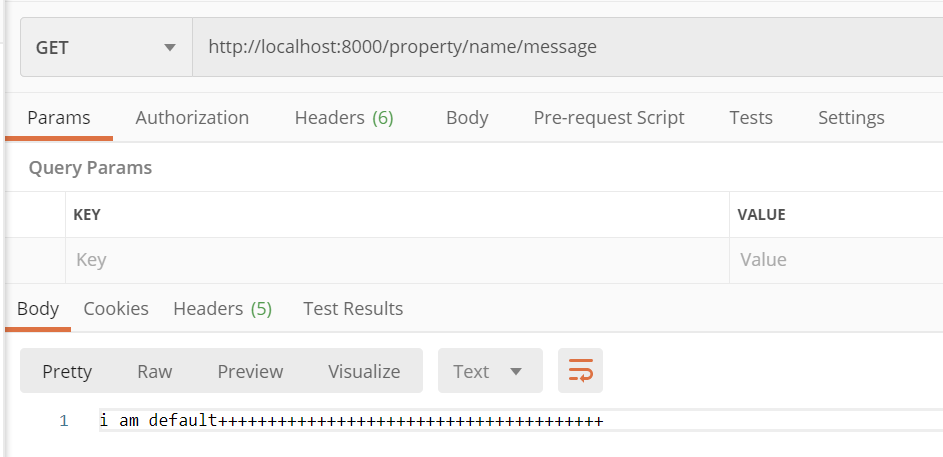 GET http://localhost:8000/property/name/message
Params Authorization Headers (6) Body Pre-request Script Tests Settings
Query Params
KEY VALUE
Key Value
Body Cookies Headers (5) Test Results
Pretty Raw Preview Visualize Text
1 i am default+++++++++++++++++++++++++++++++++++++++